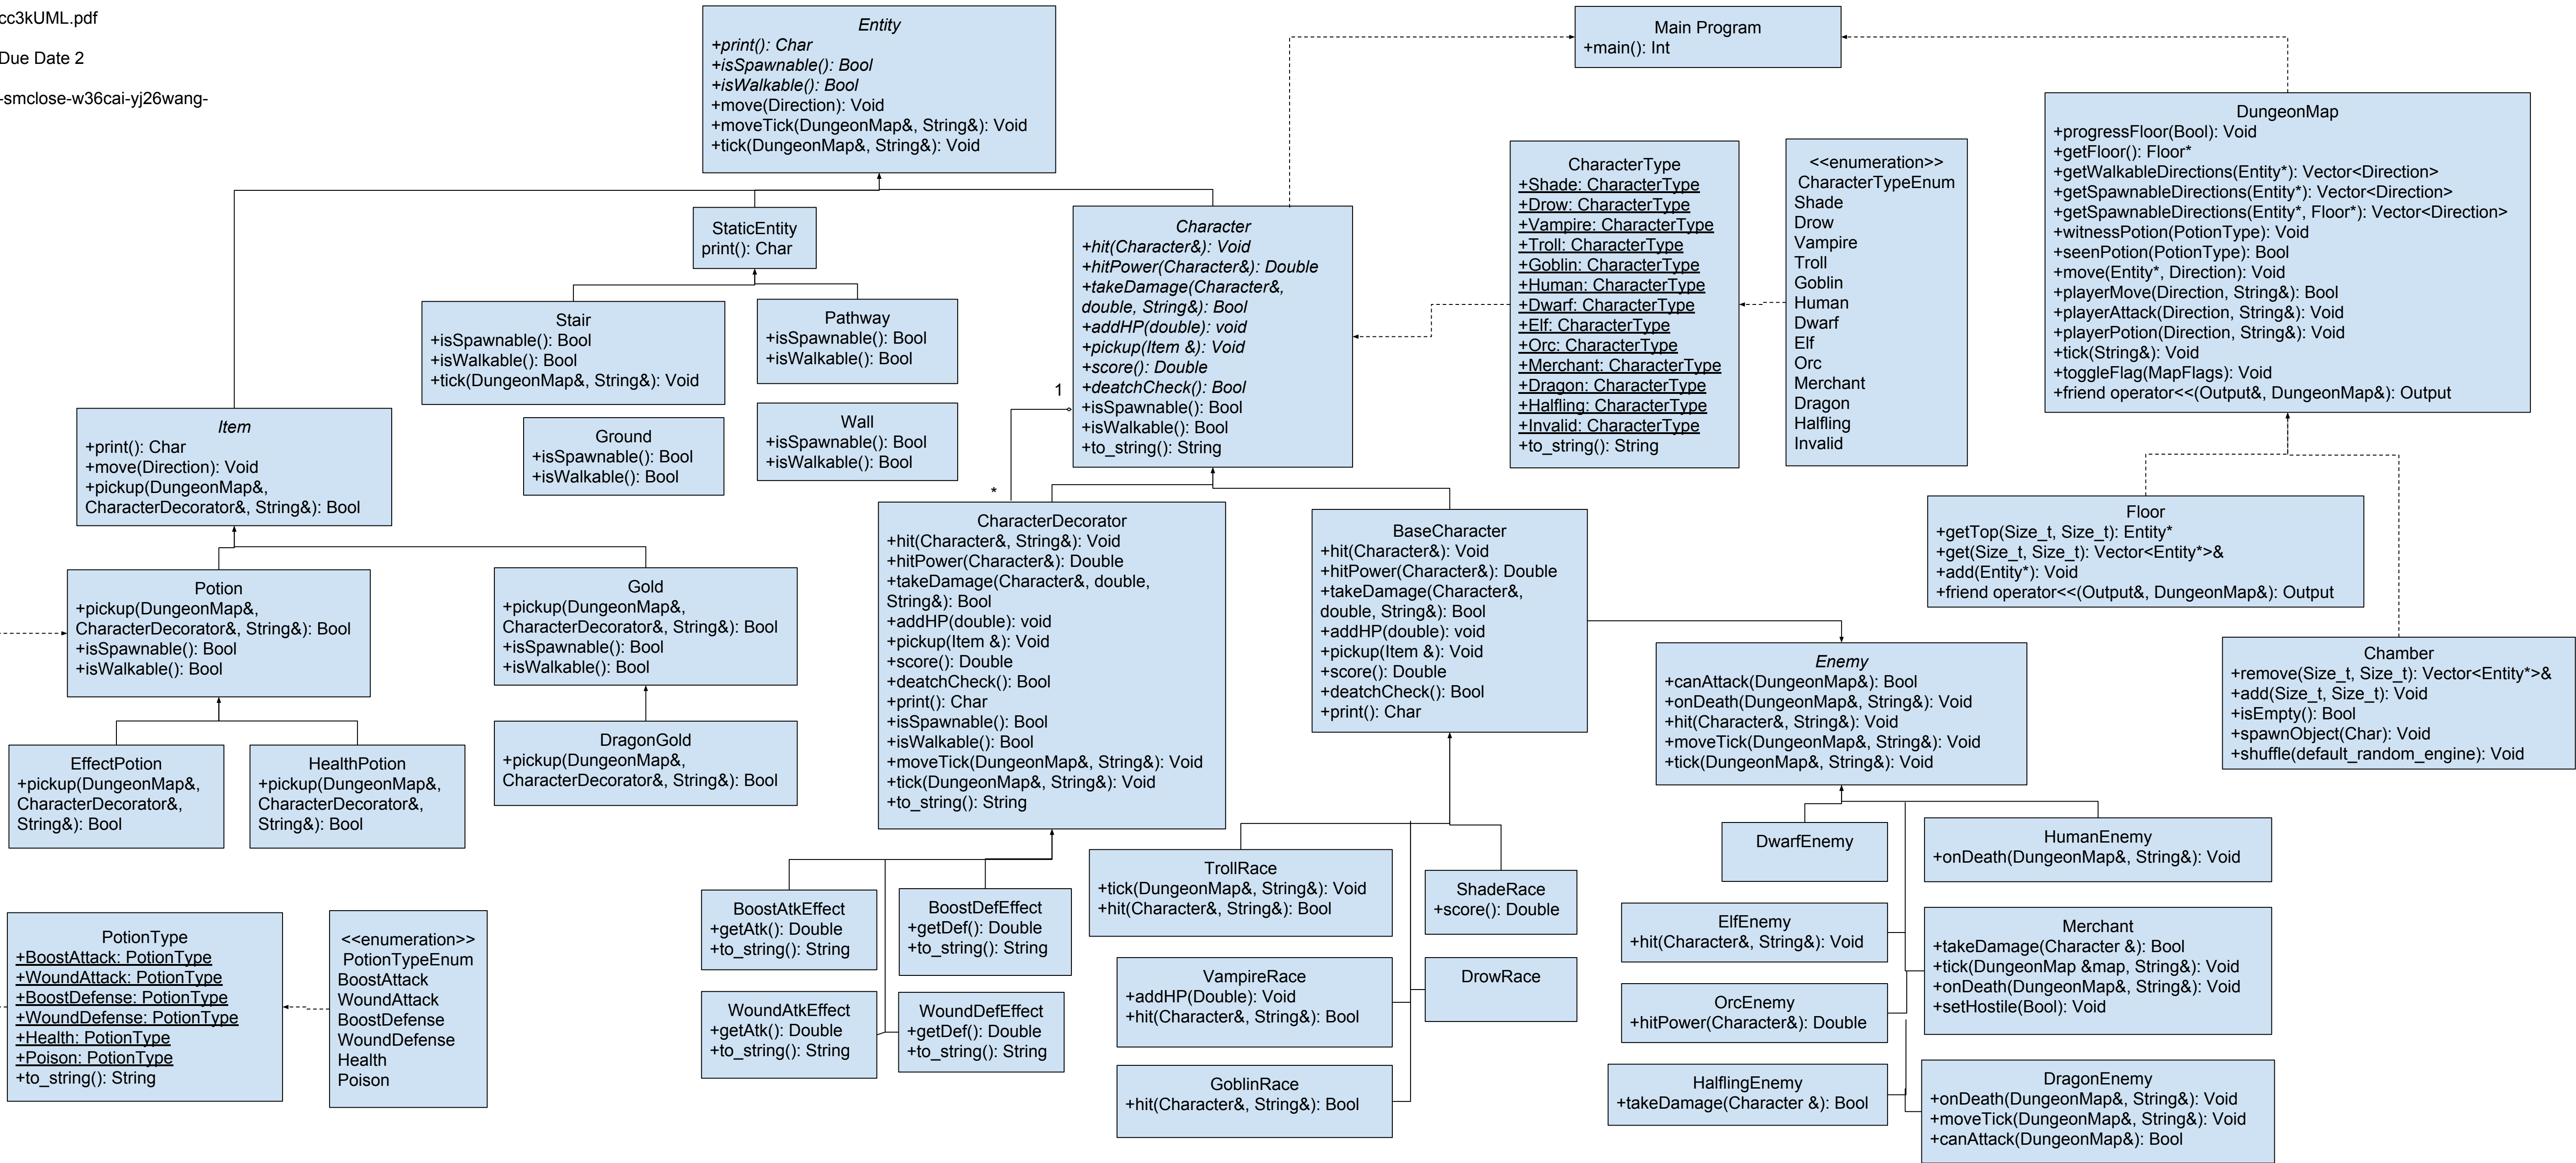 cc3kUML.pdf
Due Date 2
-smclose-w36cai-yj26wang-
Entity
+print(): Char
+isSpawnable(): Bool
+isWalkable(): Bool
+move(Direction): Void
+moveTick(DungeonMap&, String&): Void
+tick(DungeonMap&, String&): Void
Main Program
+main(): Int
DungeonMap
+progressFloor(Bool): Void
+getFloor(): Floor*
+getWalkableDirections(Entity*): Vector<Direction>
+getSpawnableDirections(Entity*): Vector<Direction>
+getSpawnableDirections(Entity*, Floor*): Vector<Direction>
+witnessPotion(PotionType): Void
+seenPotion(PotionType): Bool
+move(Entity*, Direction): Void
+playerMove(Direction, String&): Bool
+playerAttack(Direction, String&): Void
+playerPotion(Direction, String&): Void
+tick(String&): Void
+toggleFlag(MapFlags): Void
+friend operator<<(Output&, DungeonMap&): Output
CharacterType
+Shade: CharacterType
+Drow: CharacterType
+Vampire: CharacterType
+Troll: CharacterType
+Goblin: CharacterType
+Human: CharacterType
+Dwarf: CharacterType
+Elf: CharacterType
+Orc: CharacterType
+Merchant: CharacterType
+Dragon: CharacterType
+Halfling: CharacterType
+Invalid: CharacterType
+to_string(): String
<<enumeration>>
CharacterTypeEnum
Shade
Drow
Vampire
Troll
Goblin
Human
Dwarf
Elf
Orc
Merchant
Dragon
Halfling
Invalid
StaticEntity
print(): Char
Character
+hit(Character&): Void
+hitPower(Character&): Double
+takeDamage(Character&,
double, String&): Bool
+addHP(double): void
+pickup(Item &): Void
+score(): Double
+deatchCheck(): Bool
+isSpawnable(): Bool
+isWalkable(): Bool
+to_string(): String
1
*
Stair
+isSpawnable(): Bool
+isWalkable(): Bool
+tick(DungeonMap&, String&): Void
Pathway
+isSpawnable(): Bool
+isWalkable(): Bool
Ground
+isSpawnable(): Bool
+isWalkable(): Bool
Wall
+isSpawnable(): Bool
+isWalkable(): Bool
Item
+print(): Char
+move(Direction): Void
+pickup(DungeonMap&,
CharacterDecorator&, String&): Bool
CharacterDecorator
+hit(Character&, String&): Void
+hitPower(Character&): Double
+takeDamage(Character&, double,
String&): Bool
+addHP(double): void
+pickup(Item &): Void
+score(): Double
+deatchCheck(): Bool
+print(): Char
+isSpawnable(): Bool
+isWalkable(): Bool
+moveTick(DungeonMap&, String&): Void
+tick(DungeonMap&, String&): Void
+to_string(): String
BaseCharacter
+hit(Character&): Void
+hitPower(Character&): Double
+takeDamage(Character&,
double, String&): Bool
+addHP(double): void
+pickup(Item &): Void
+score(): Double
+deatchCheck(): Bool
+print(): Char
Floor
+getTop(Size_t, Size_t): Entity*
+get(Size_t, Size_t): Vector<Entity*>&
+add(Entity*): Void
+friend operator<<(Output&, DungeonMap&): Output
Potion
+pickup(DungeonMap&,
CharacterDecorator&, String&): Bool
+isSpawnable(): Bool
+isWalkable(): Bool
Gold
+pickup(DungeonMap&,
CharacterDecorator&, String&): Bool
+isSpawnable(): Bool
+isWalkable(): Bool
Enemy
+canAttack(DungeonMap&): Bool
+onDeath(DungeonMap&, String&): Void
+hit(Character&, String&): Void
+moveTick(DungeonMap&, String&): Void
+tick(DungeonMap&, String&): Void
Chamber
+remove(Size_t, Size_t): Vector<Entity*>&
+add(Size_t, Size_t): Void
+isEmpty(): Bool
+spawnObject(Char): Void
+shuffle(default_random_engine): Void
EffectPotion
+pickup(DungeonMap&,
CharacterDecorator&,
String&): Bool
HealthPotion
+pickup(DungeonMap&,
CharacterDecorator&,
String&): Bool
DragonGold
+pickup(DungeonMap&,
CharacterDecorator&, String&): Bool
DwarfEnemy
HumanEnemy
+onDeath(DungeonMap&, String&): Void
TrollRace
+tick(DungeonMap&, String&): Void
+hit(Character&, String&): Bool
ShadeRace
+score(): Double
BoostAtkEffect
+getAtk(): Double
+to_string(): String
BoostDefEffect
+getDef(): Double
+to_string(): String
ElfEnemy
+hit(Character&, String&): Void
Merchant
+takeDamage(Character &): Bool
+tick(DungeonMap &map, String&): Void
+onDeath(DungeonMap&, String&): Void
+setHostile(Bool): Void
PotionType
+BoostAttack: PotionType
+WoundAttack: PotionType
+BoostDefense: PotionType
+WoundDefense: PotionType
+Health: PotionType
+Poison: PotionType
+to_string(): String
<<enumeration>>
PotionTypeEnum
BoostAttack
WoundAttack
BoostDefense
WoundDefense
Health
Poison
WoundAtkEffect
+getAtk(): Double
+to_string(): String
WoundDefEffect
+getDef(): Double
+to_string(): String
VampireRace
+addHP(Double): Void
+hit(Character&, String&): Bool
DrowRace
OrcEnemy
+hitPower(Character&): Double
GoblinRace
+hit(Character&, String&): Bool
HalflingEnemy
+takeDamage(Character &): Bool
DragonEnemy
+onDeath(DungeonMap&, String&): Void
+moveTick(DungeonMap&, String&): Void
+canAttack(DungeonMap&): Bool